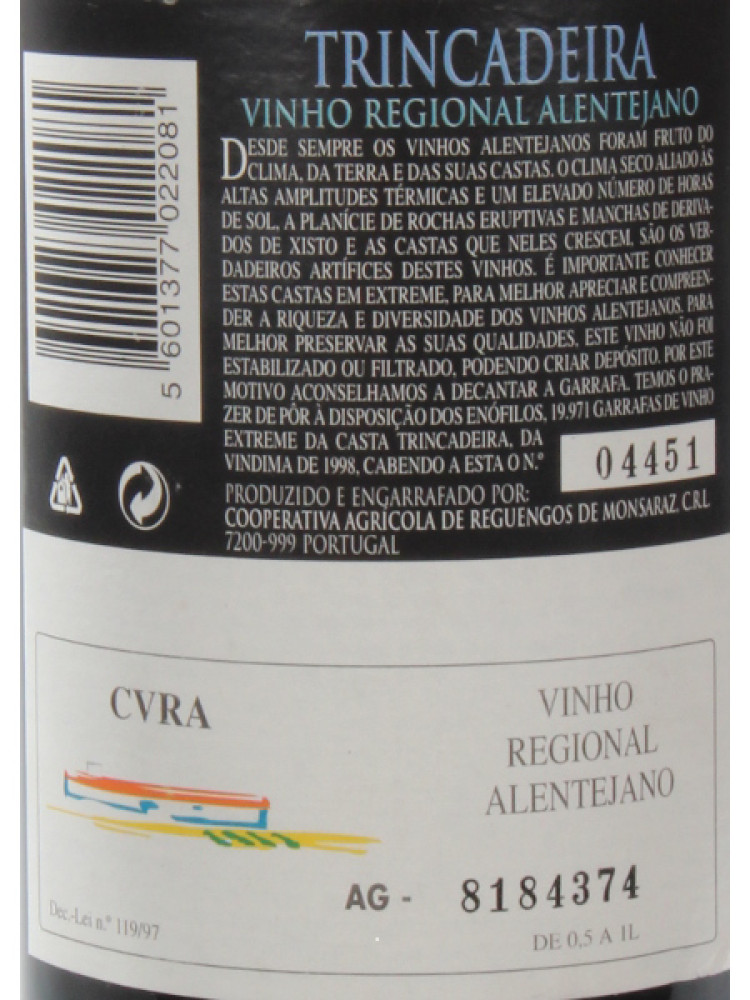 TRINCADEIRA
VINHO REGIONAL ALENTEJANO
DESDE SEMPRE OS VINHOS ALENTEJANOS FORAM FRUTO DO
CLIMA, DA TERRA E DAS SUAS CASTAS. O CLIMA SECO ALIADO ÀS
ALTAS AMPLITUDES TÉRMICAS E UM ELEVADO NÚMERO DE HORAS
DE SOL, A PLANÍCIE DE ROCHAS ERUPTIVAS E MANCHAS DE DERIVA-
DOS DE XISTO E AS CASTAS QUE NELES CRESCEM, SÃO OS VER-
DADEIROS ARTÍFICES DESTES VINHOS. É IMPORTANTE CONHECER
ESTAS CASTAS EM EXTREME, PARA MELHOR APRECIAR E COMPREEN-
DER A RIQUEZA E DIVERSIDADE DOS VINHOS ALENTEJANOS. PARA
MELHOR PRESERVAR AS SUAS QUALIDADES, ESTE VINHO NÃO FOI
ESTABILIZADO OU FILTRADO, PODENDO CRIAR DEPÓSITO. POR ESTE
MOTIVO ACONSELHAMOS A DECANTAR A GARRAFA. TEMOS O PRA-
ZER DE PÔR À DISPOSIÇÃO DOS ENÓFILOS, 19.971 GARRAFAS DE VINHO
EXTREME DA CASTA TRINCADEIRA, DA
VINDIMA DE 1998, CABENDO A ESTA O N.º 04451
PRODUZIDO E ENGARRAFADO POR:
COOPERATIVA AGRÍCOLA DE REGUENGOS DE MONSARAZ, C.R.L
7200-999 PORTUGAL
5 601377 022081
CVRA
VINHO
REGIONAL
ALENTEJANO
AG - 8184374
Dec.-Lei n.º 119/97
DE 0,5 A 1L